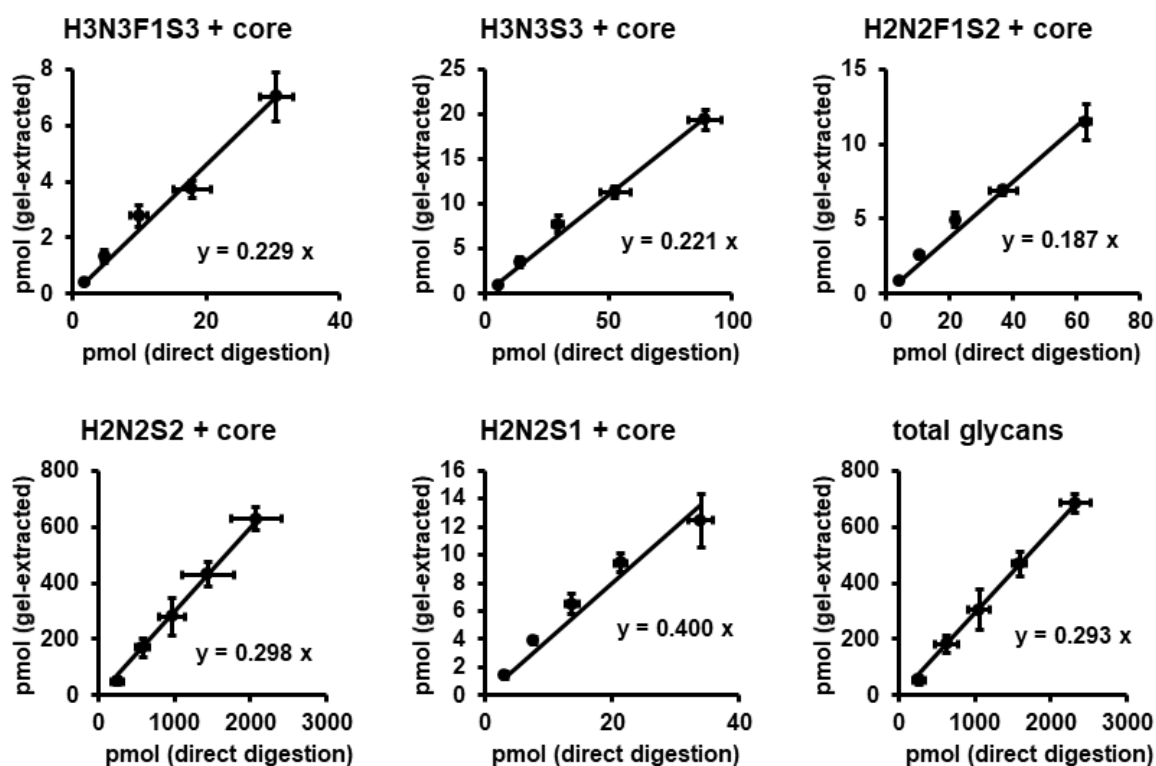 H3N3F1S3 + core
H3N3S3 + core
H2N2F1S2 + core
pmol (gel-extracted)
8
6
4
2
0
y = 0.229 x
0
20
40
pmol (direct digestion)
pmol (gel-extracted)
25
20
15
10
5
0
y = 0.221 x
0
50
100
pmol (direct digestion)
pmol (gel-extracted)
15
10
5
0
y = 0.187 x
0
20
40
60
80
pmol (direct digestion)
H2N2S2 + core
H2N2S1 + core
total glycans
pmol (gel-extracted)
800
600
400
200
0
y = 0.298 x
0
1000
2000
3000
pmol (direct digestion)
pmol (gel-extracted)
16
14
12
10
8
6
4
2
0
y = 0.400 x
0
20
40
pmol (direct digestion)
pmol (gel-extracted)
800
600
400
200
0
y = 0.293 x
0
1000
2000
3000
pmol (direct digestion)